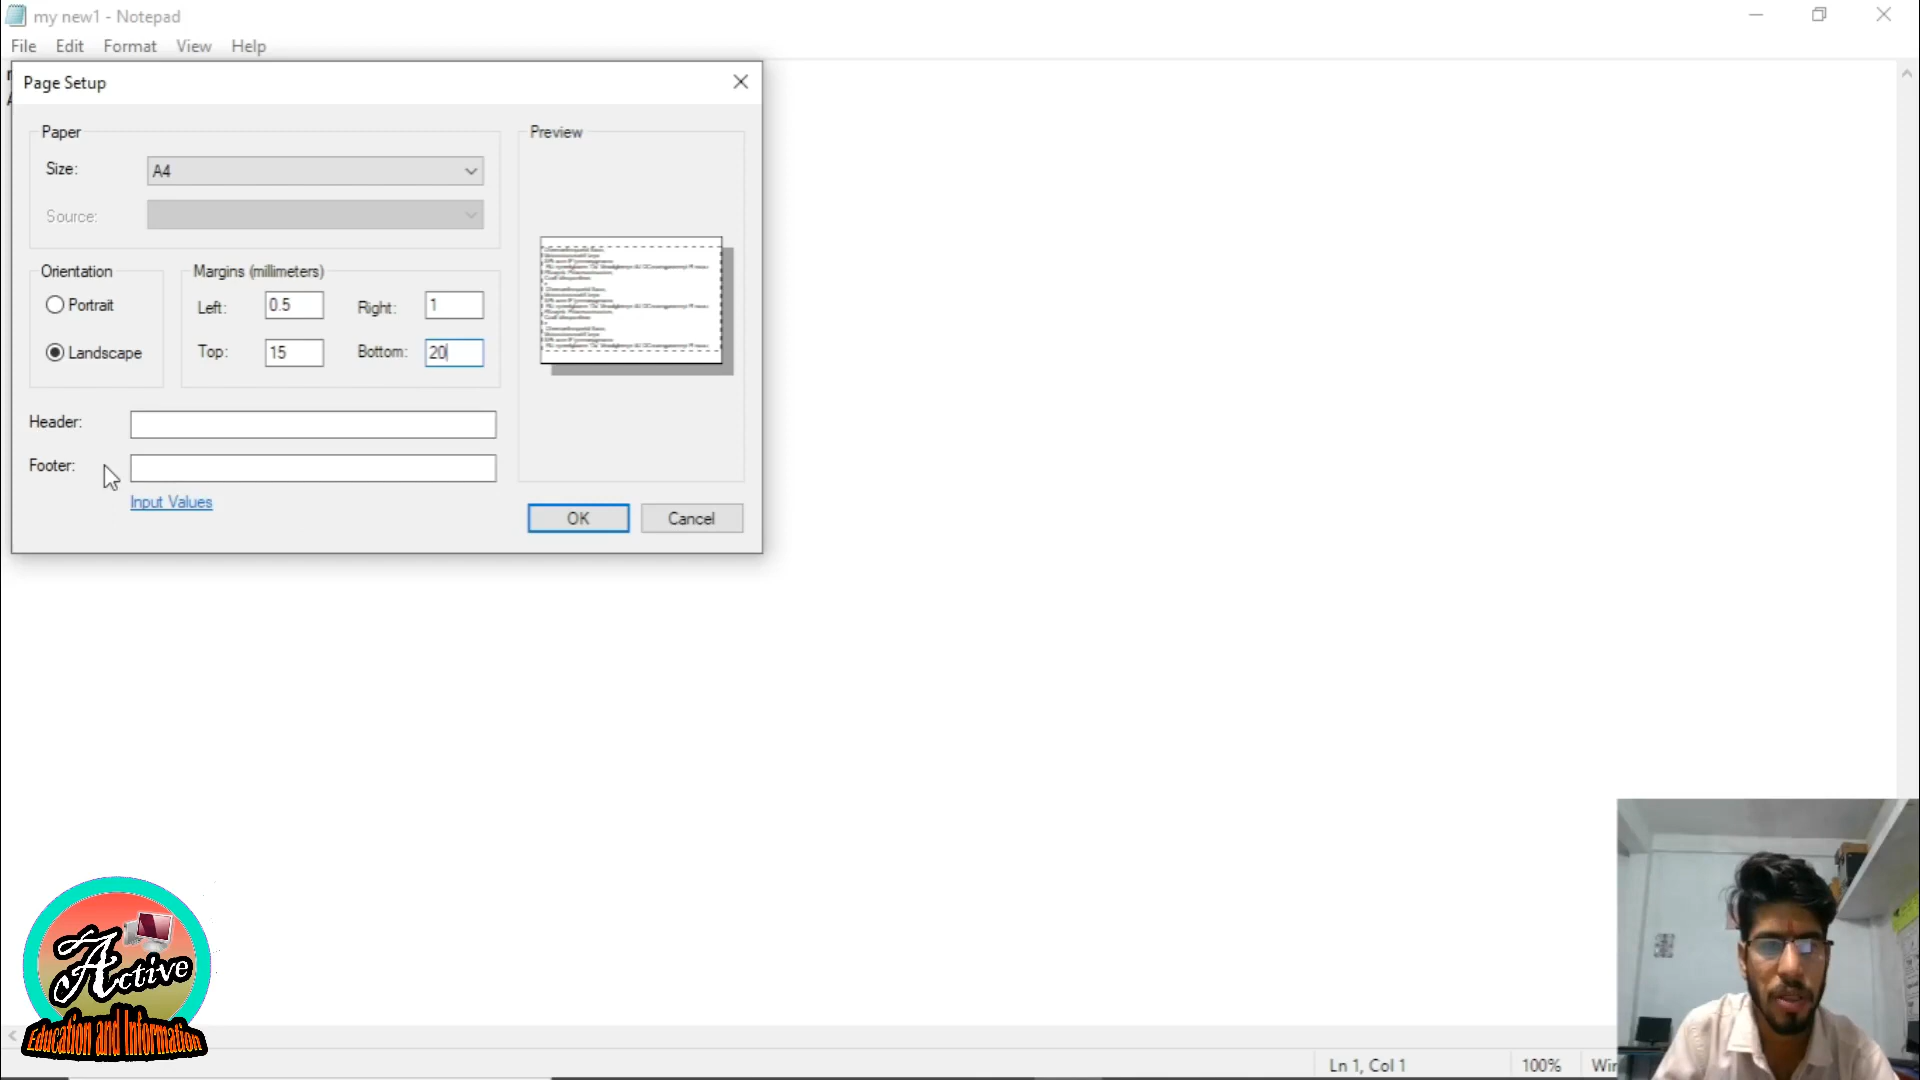 my new1 - Notepad
File Edit Format View Help
Page Setup
Paper
Size: A4
Source:
Orientation
Portrait
Landscape
Margins (millimeters)
Left: 0.5 Right: 1
Top: 15 Bottom: 20
Header:
Footer:
Input Values
Preview
OK Cancel
Active
Education and Information
Ln 1, Col 1 100% Win